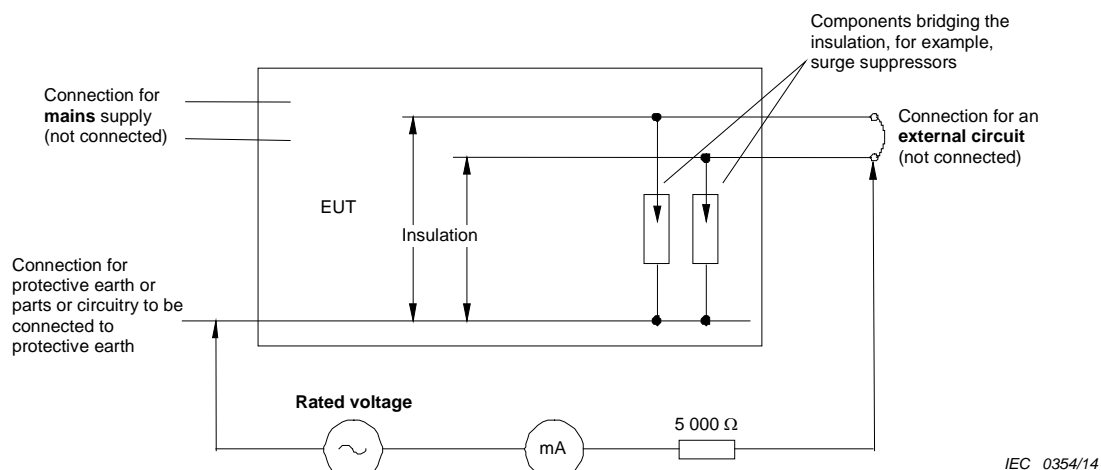 Components bridging the
insulation, for example,
surge suppressors
Connection for
mains supply
(not connected)
Connection for an
external circuit
(not connected)
EUT
Insulation
Connection for
protective earth or
parts or circuitry to be
connected to
protective earth
Rated voltage
mA
5 000 Ω
IEC 0354/14